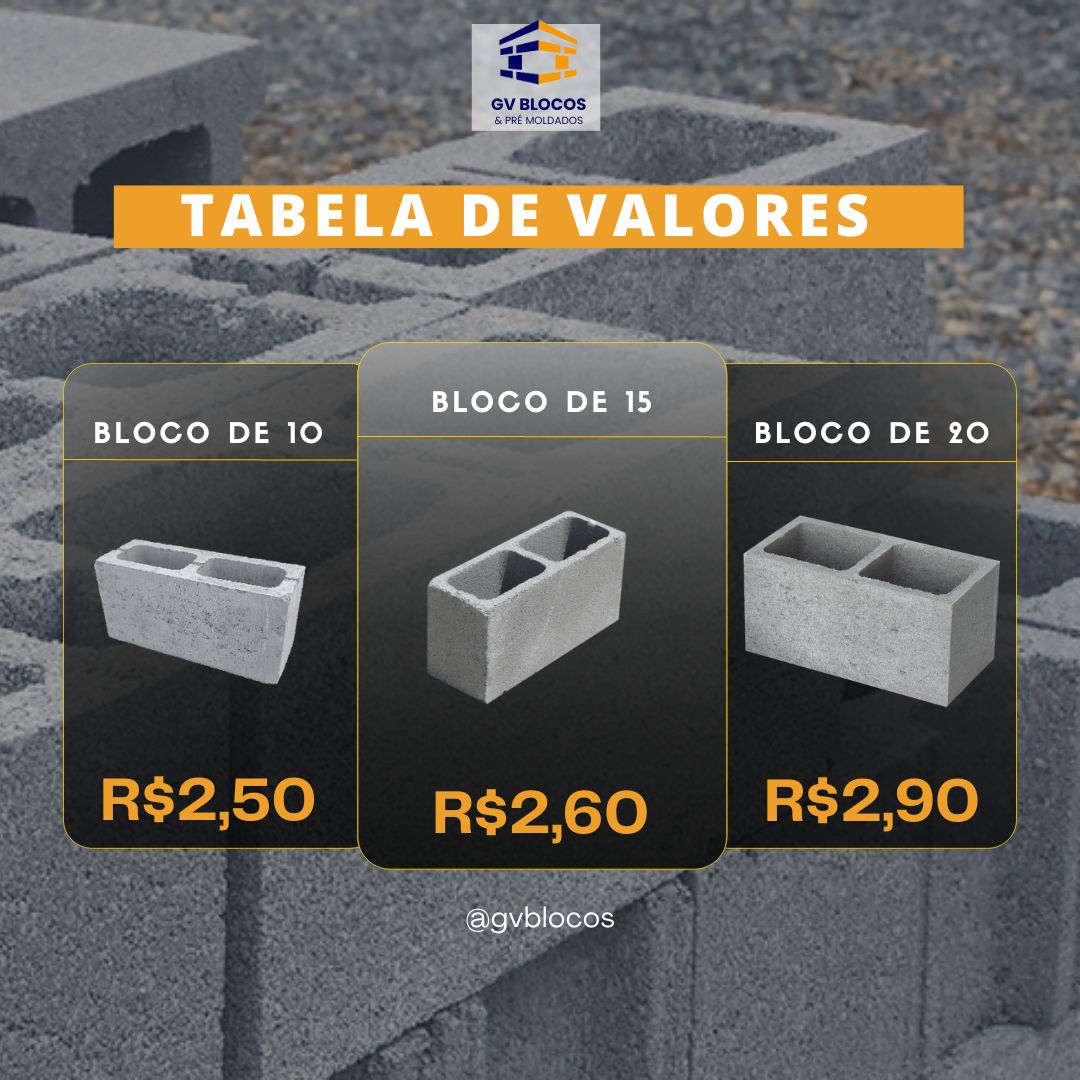 GV BLOCOS
& PRÉ MOLDADOS
TABELA DE VALORES
BLOCO DE 10
BLOCO DE 15
BLOCO DE 20
R$2,50
R$2,60
R$2,90
@gvblocos